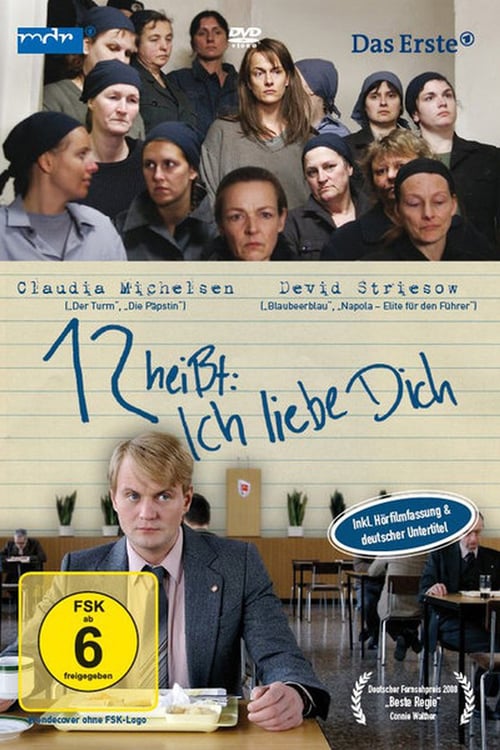 mdr
DVD
VIDEO
Das Erste
Claudia Michelsen
Devid Striesow
(„Der Turm“, „Die Päpstin“)
(„Blaubeerblau“, „Napola – Elite für den Führer“)
12 heißt:
Ich liebe Dich
Inkl. Hörfilmfassung &
deutscher Untertitel
FSK
ab
6
freigegeben
Wendecover ohne FSK-Logo
Deutscher Fernsehpreis 2008
„Beste Regie“
Connie Walther